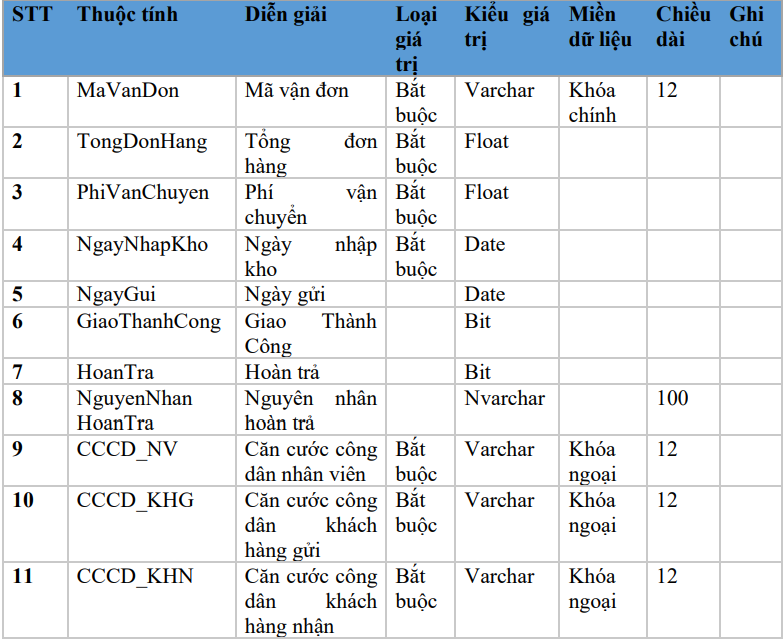 STT Thuộc tính Diễn giải Loại giá trị Kiểu giá trị Miền dữ liệu Chiều dài Ghi chú
1 MaVanDon Mã vận đơn Bắt buộc Varchar Khóa chính 12
2 TongDonHang Tổng đơn hàng Bắt buộc Float
3 PhiVanChuyen Phí vận chuyển Bắt buộc Float
4 NgayNhapKho Ngày nhập kho Bắt buộc Date
5 NgayGui Ngày gửi Date
6 GiaoThanhCong Giao Thành Công Bit
7 HoanTra Hoàn trả Bit
8 NguyenNhan HoanTra Nguyên nhân hoàn trả Nvarchar 100
9 CCCD_NV Căn cước công dân nhân viên Bắt buộc Varchar Khóa ngoại 12
10 CCCD_KHG Căn cước công dân khách hàng gửi Bắt buộc Varchar Khóa ngoại 12
11 CCCD_KHN Căn cước công dân khách hàng nhận Bắt buộc Varchar Khóa ngoại 12